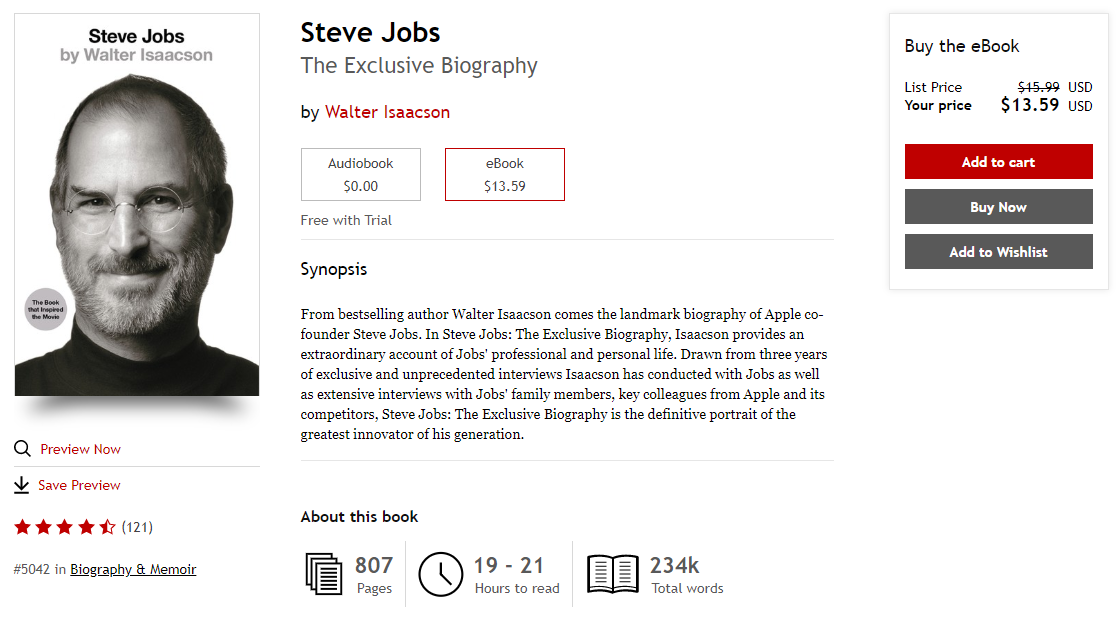 Steve Jobs
by Walter Isaacson
The Book
that Inspired
the Movie
Preview Now
Save Preview
(121)
#5042 in Biography & Memoir
Steve Jobs
The Exclusive Biography
by Walter Isaacson
Audiobook
$0.00
eBook
$13.59
Free with Trial
Synopsis
From bestselling author Walter Isaacson comes the landmark biography of Apple co-
founder Steve Jobs. In Steve Jobs: The Exclusive Biography, Isaacson provides an
extraordinary account of Jobs' professional and personal life. Drawn from three years
of exclusive and unprecedented interviews Isaacson has conducted with Jobs as well
as extensive interviews with Jobs' family members, key colleagues from Apple and its
competitors, Steve Jobs: The Exclusive Biography is the definitive portrait of the
greatest innovator of his generation.
About this book
807
Pages
19 - 21
Hours to read
234k
Total words
Buy the eBook
List Price $15.99 USD
Your price $13.59 USD
Add to cart
Buy Now
Add to Wishlist